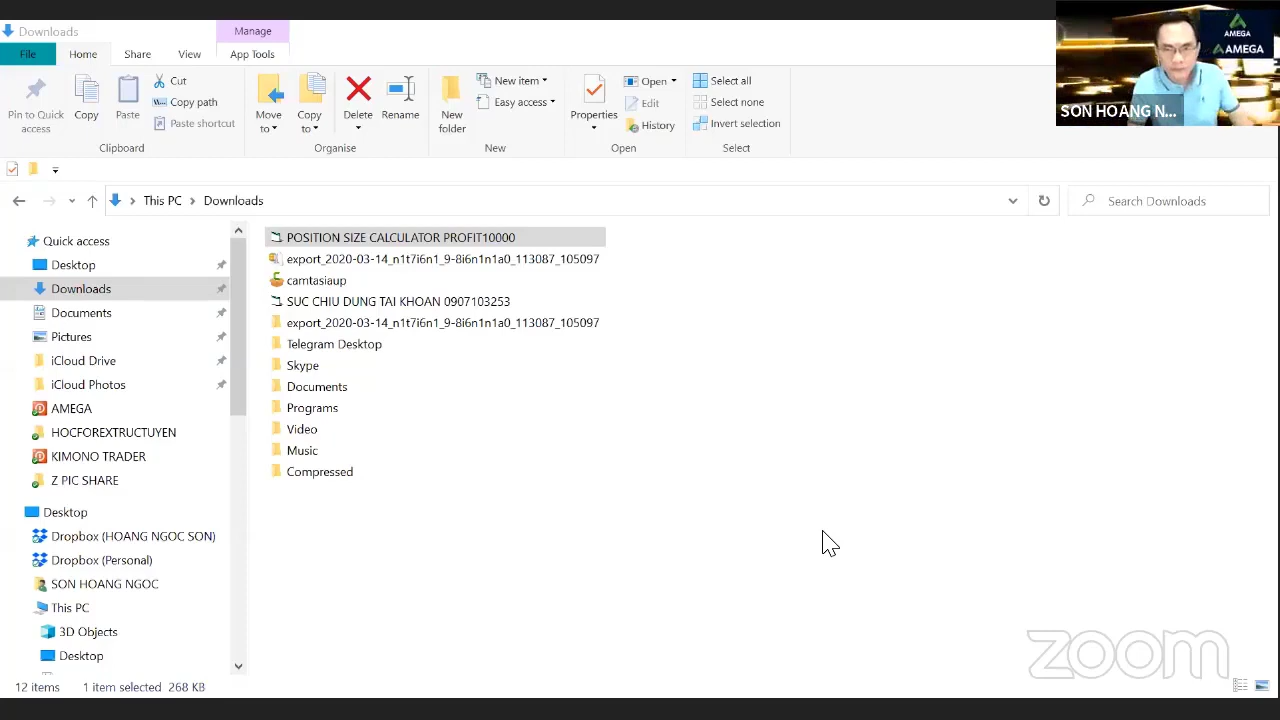 Downloads
Manage
File
Home
Share
View
App Tools
Pin to Quick access
Copy
Paste
Cut
Copy path
Paste shortcut
Clipboard
Move to
Copy to
Delete
Rename
Organise
New folder
New item
Easy access
New
Properties
Open
Edit
History
Open
Select all
Select none
Invert selection
Select
AMEGA
AMEGA
SON HOANG N...
This PC > Downloads
Search Downloads
Quick access
Desktop
Downloads
Documents
Pictures
iCloud Drive
iCloud Photos
AMEGA
HOCFOREXTRUCTUYEN
KIMONO TRADER
Z PIC SHARE
Desktop
Dropbox (HOANG NGOC SON)
Dropbox (Personal)
SON HOANG NGOC
This PC
3D Objects
Desktop
POSITION SIZE CALCULATOR PROFIT10000
export_2020-03-14_n1t7i6n1_9-8i6n1n1a0_113087_105097
camtasiaup
SUC CHIU DUNG TAI KHOAN 0907103253
export_2020-03-14_n1t7i6n1_9-8i6n1n1a0_113087_105097
Telegram Desktop
Skype
Documents
Programs
Video
Music
Compressed
zoom
12 items 1 item selected 268 KB